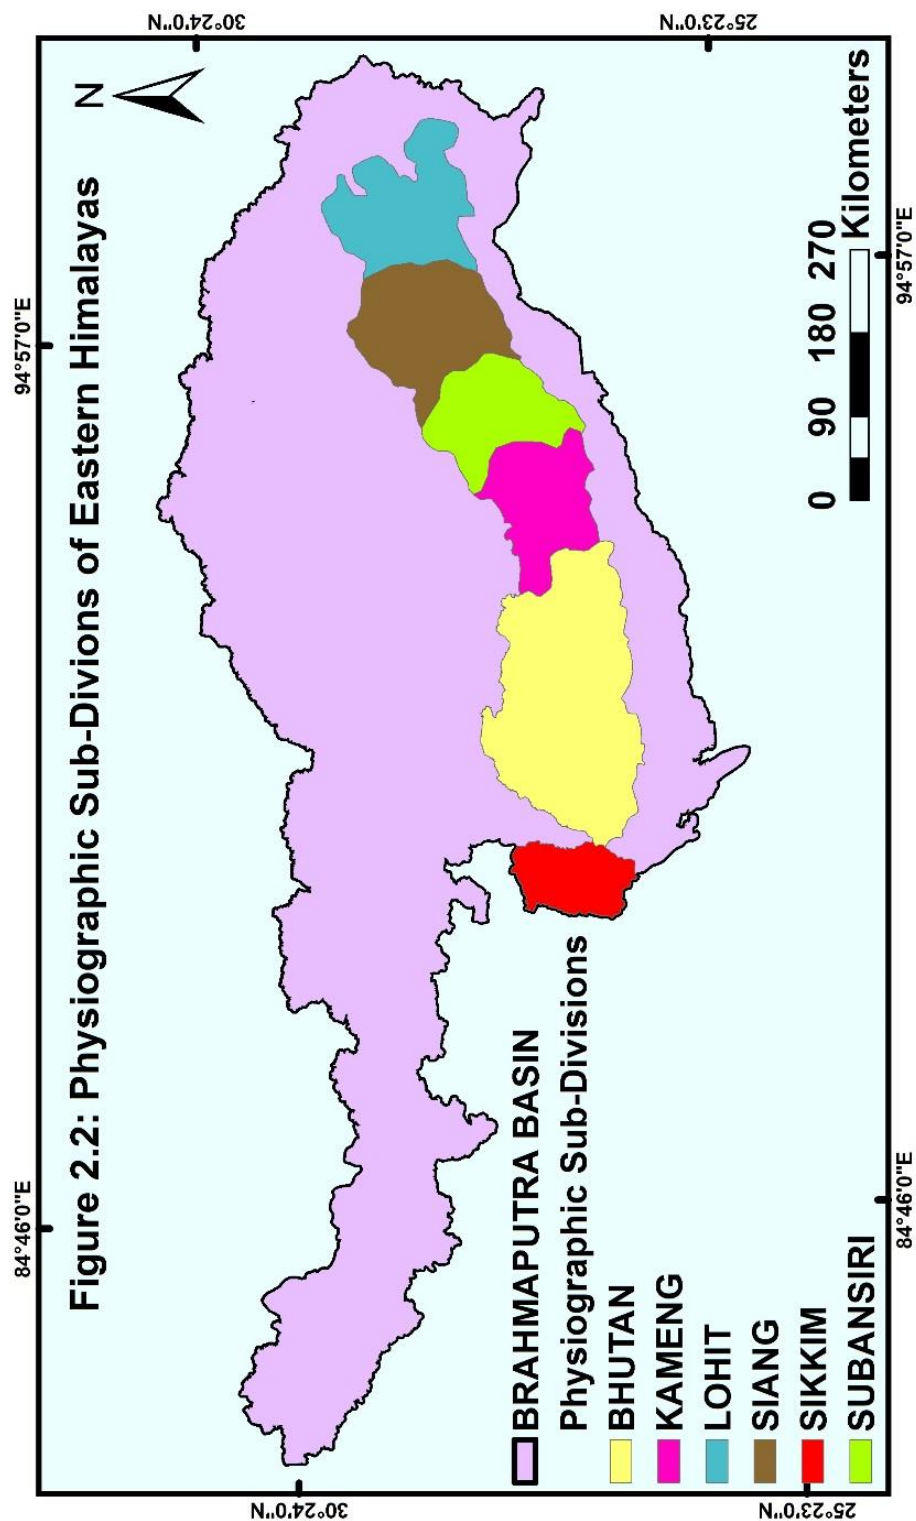 Figure 2.2: Physiographic Sub-Divions of Eastern Himalayas
N
84°46'0"E
94°57'0"E
30°24'0"N
30°24'0"N
25°23'0"N
25°23'0"N
84°46'0"E
94°57'0"E
BRAHMAPUTRA BASIN
Physiographic Sub-Divisions
BHUTAN
KAMENG
LOHIT
SIANG
SIKKIM
SUBANSIRI
0 90 180 270
Kilometers